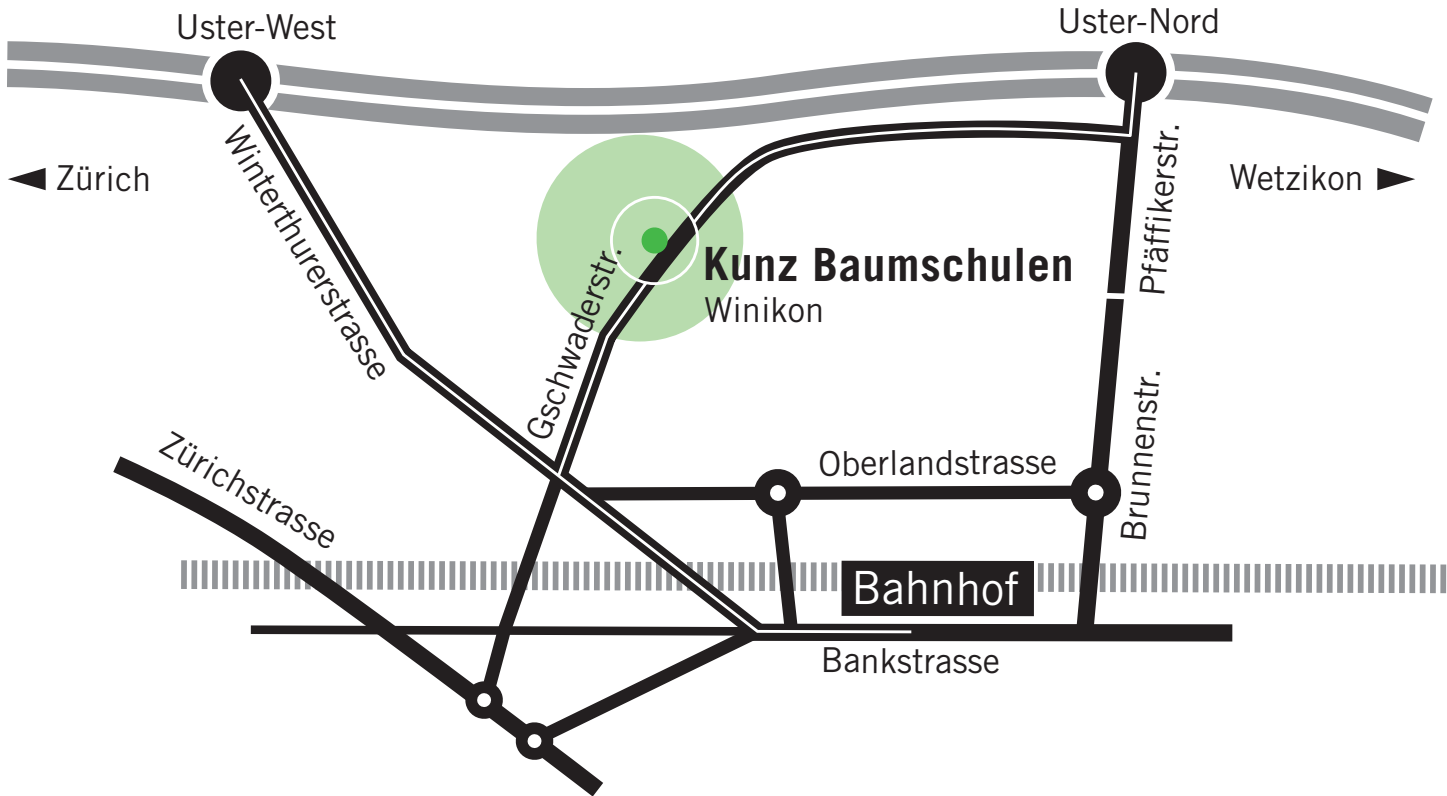 Uster-West
Uster-Nord
Zürich
Wetzikon
Winterthurerstrasse
Pfäffikerstr.
Gschwaderstr.
Kunz Baumschulen
Winikon
Brunnenstr.
Zürichstrasse
Oberlandstrasse
Bahnhof
Bankstrasse